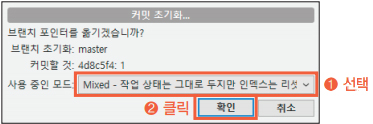 커밋 초기화...
브랜치 포인터를 옮기겠습니까?
브랜치 초기화: master
커밋할 것: 4d8c5f4: 1
사용 중인 모드: Mixed - 작업 상태는 그대로 두지만 인덱스는 리셋 ❶ 선택
❷ 클릭 확인 취소